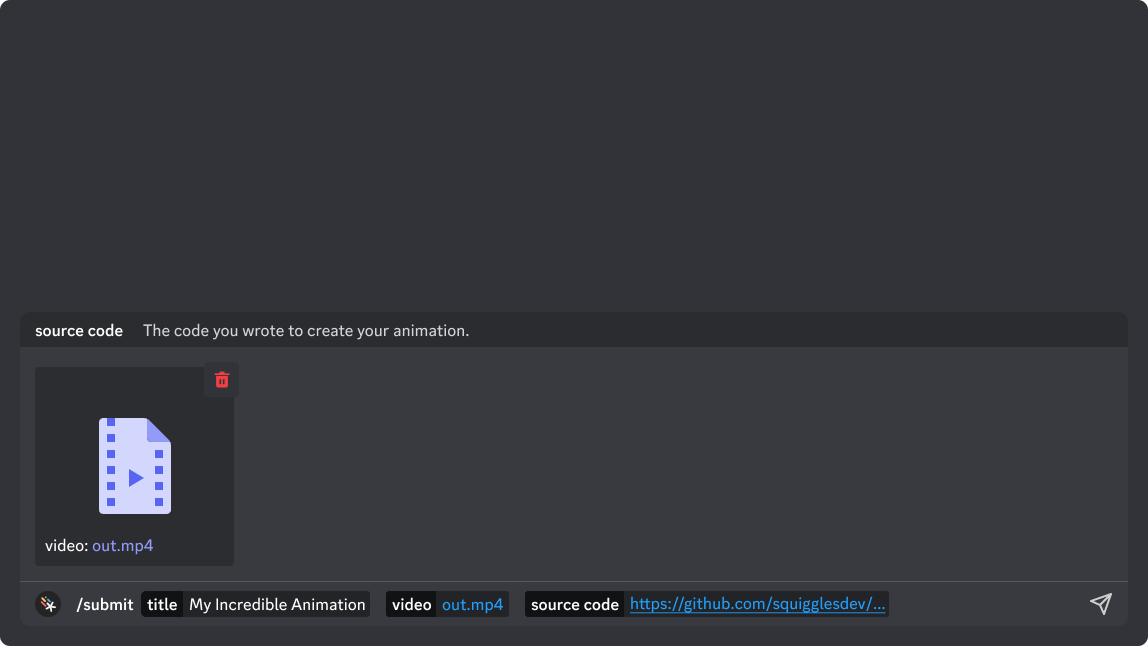 source code The code you wrote to create your animation.
video: out.mp4
/submit title My Incredible Animation video out.mp4 source code https://github.com/squigglesdev/...